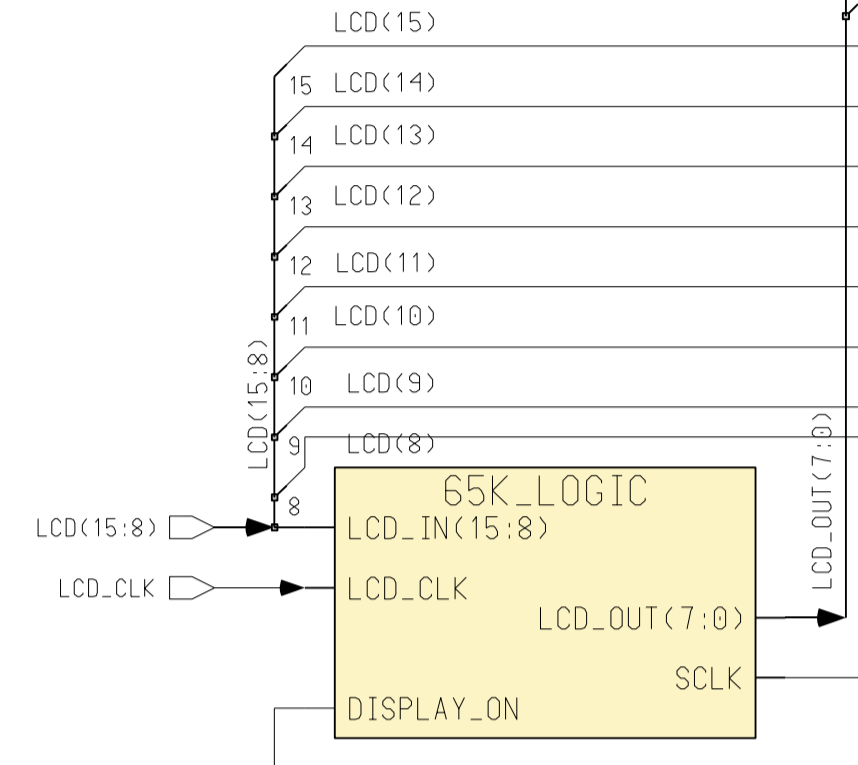 LCD(15)
15 LCD(14)
14 LCD(13)
13 LCD(12)
12 LCD(11)
11 LCD(10)
LCD(15:8)
10 LCD(9)
9 LCD(8)
8
65K_LOGIC
LCD(15:8)
LCD_IN(15:8)
LCD_CLK
LCD_CLK
LCD_OUT(7:0)
LCD_OUT(7:0)
SCLK
DISPLAY_ON